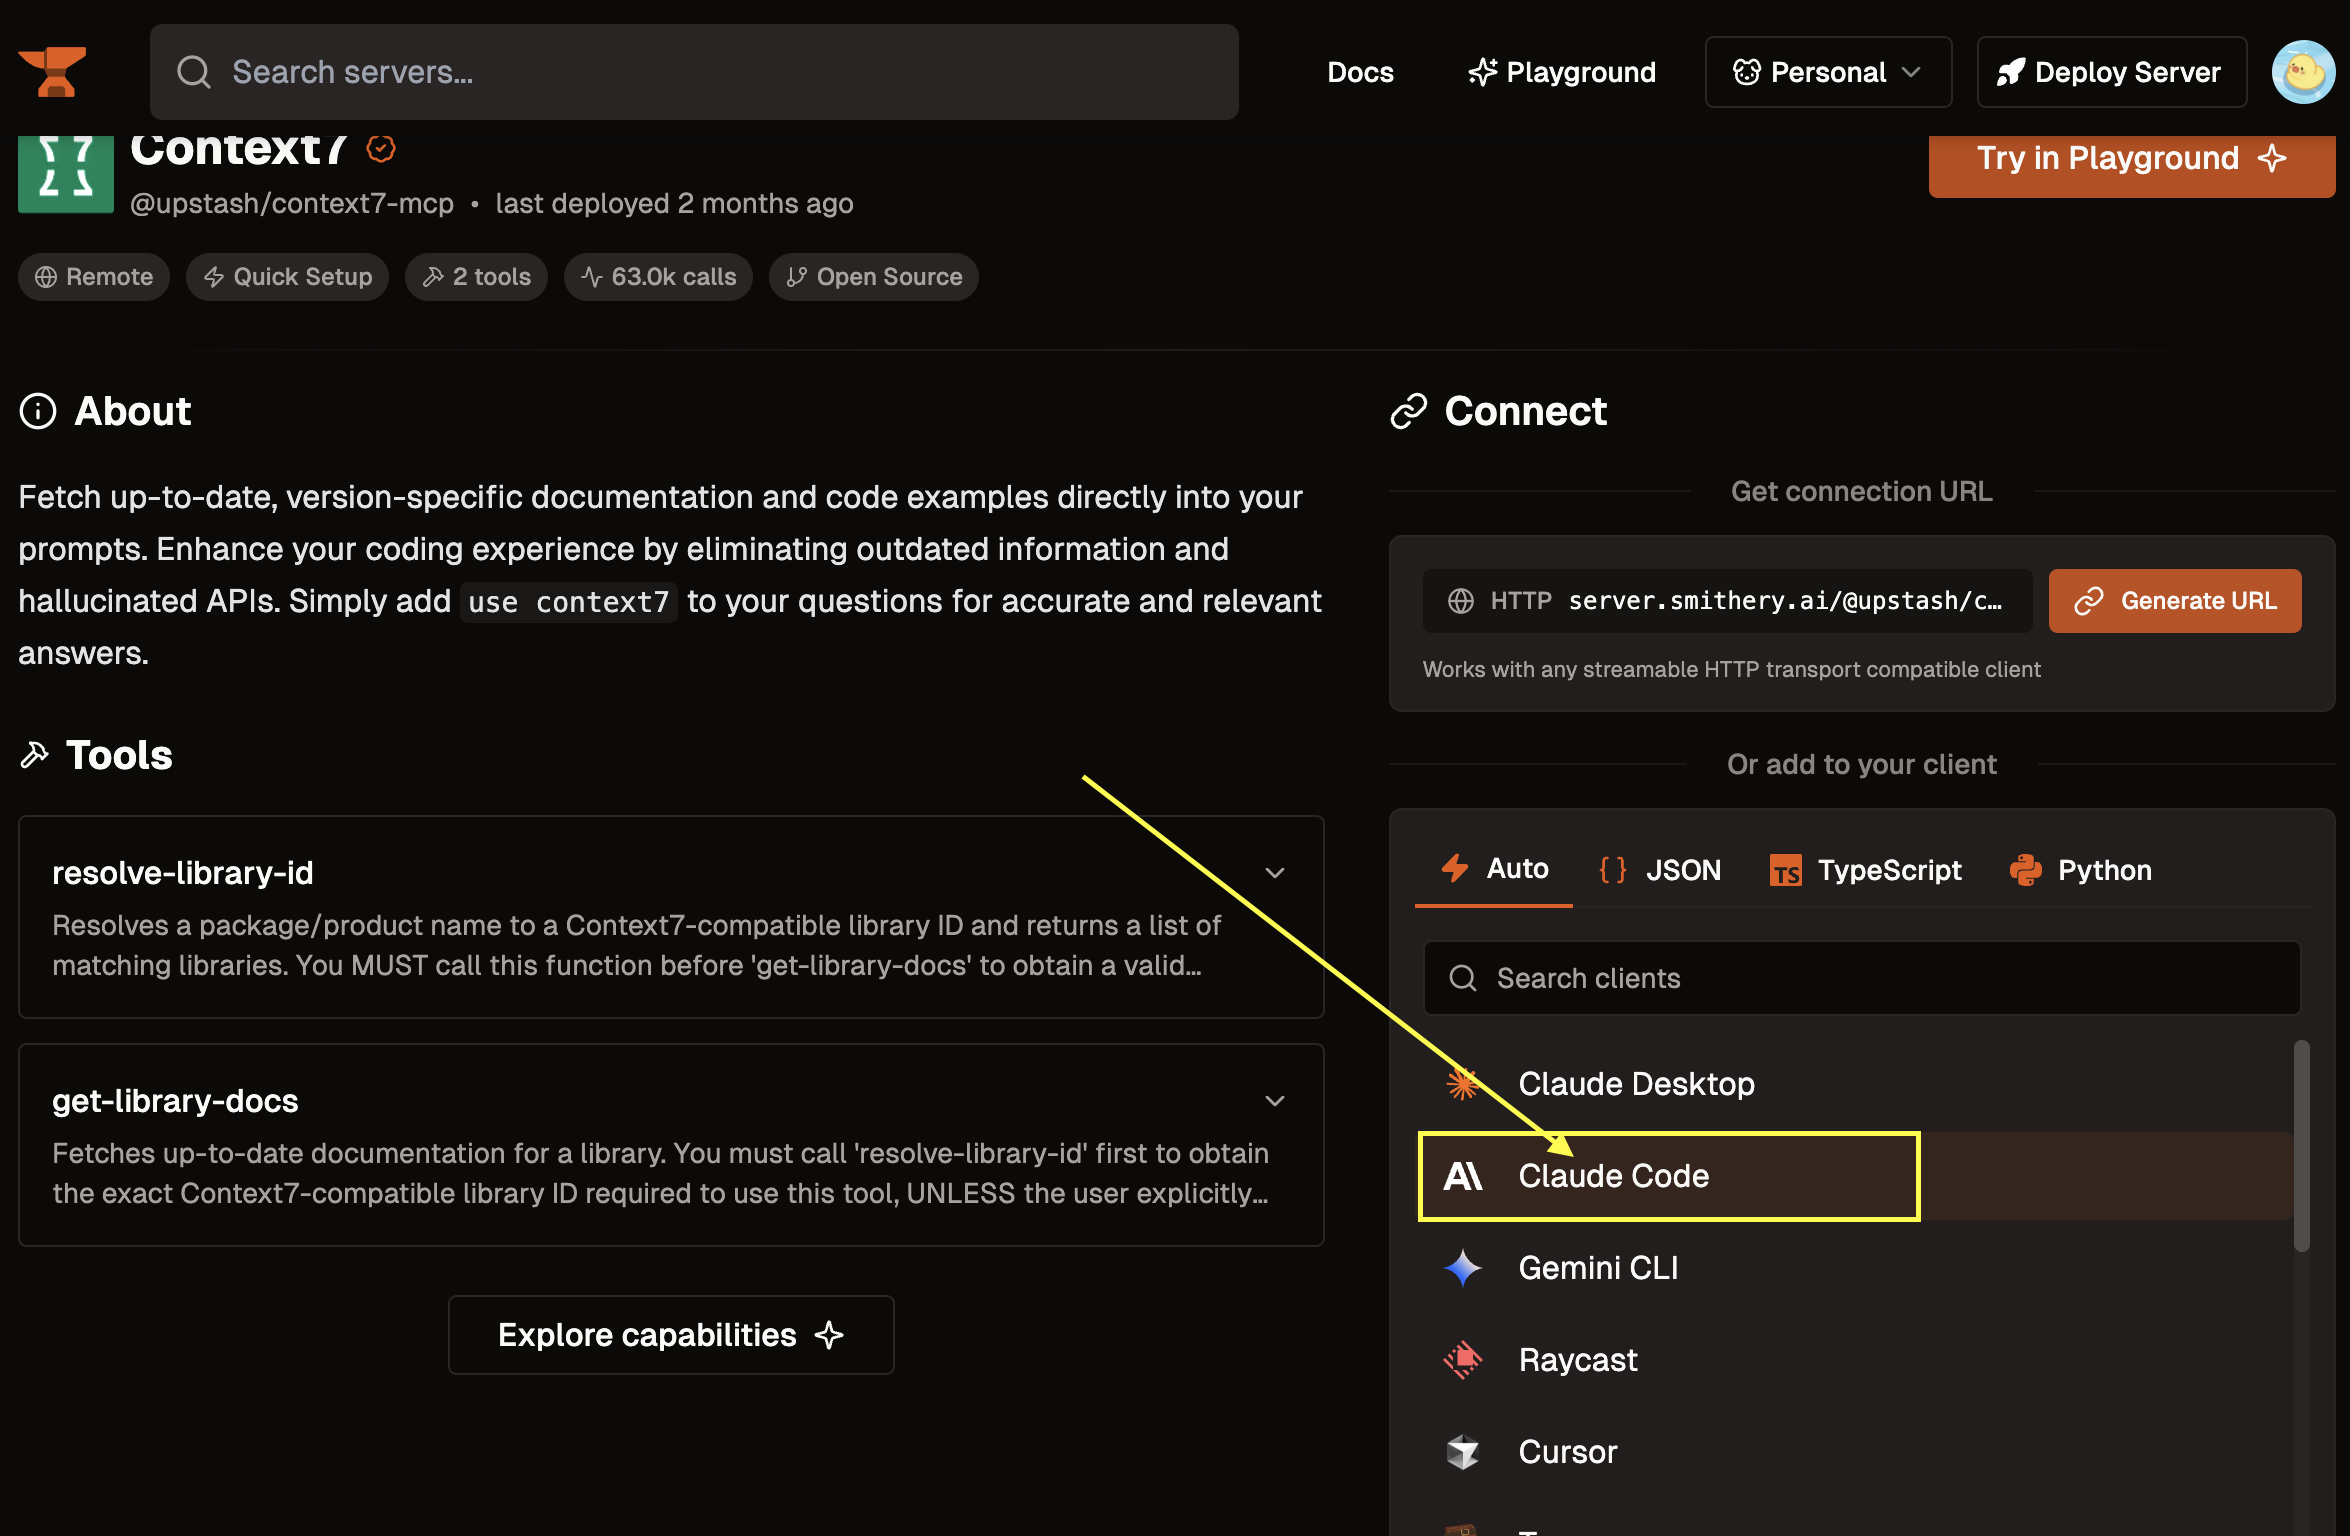 Search servers...
Docs
Playground
Personal
Deploy Server
Context7
Try in Playground
@upstash/context7-mcp • last deployed 2 months ago
Remote
Quick Setup
2 tools
63.0k calls
Open Source
About
Fetch up-to-date, version-specific documentation and code examples directly into your
prompts. Enhance your coding experience by eliminating outdated information and
hallucinated APIs. Simply add use context7 to your questions for accurate and relevant
answers.
Tools
resolve-library-id
Resolves a package/product name to a Context7-compatible library ID and returns a list of
matching libraries. You MUST call this function before 'get-library-docs' to obtain a valid...
get-library-docs
Fetches up-to-date documentation for a library. You must call 'resolve-library-id' first to obtain
the exact Context7-compatible library ID required to use this tool, UNLESS the user explicitly...
Explore capabilities
Connect
Get connection URL
HTTP server.smithery.ai/@upstash/c...
Generate URL
Works with any streamable HTTP transport compatible client
Or add to your client
Auto
{ } JSON
TS TypeScript
Python
Search clients
Claude Desktop
Claude Code
Gemini CLI
Raycast
Cursor